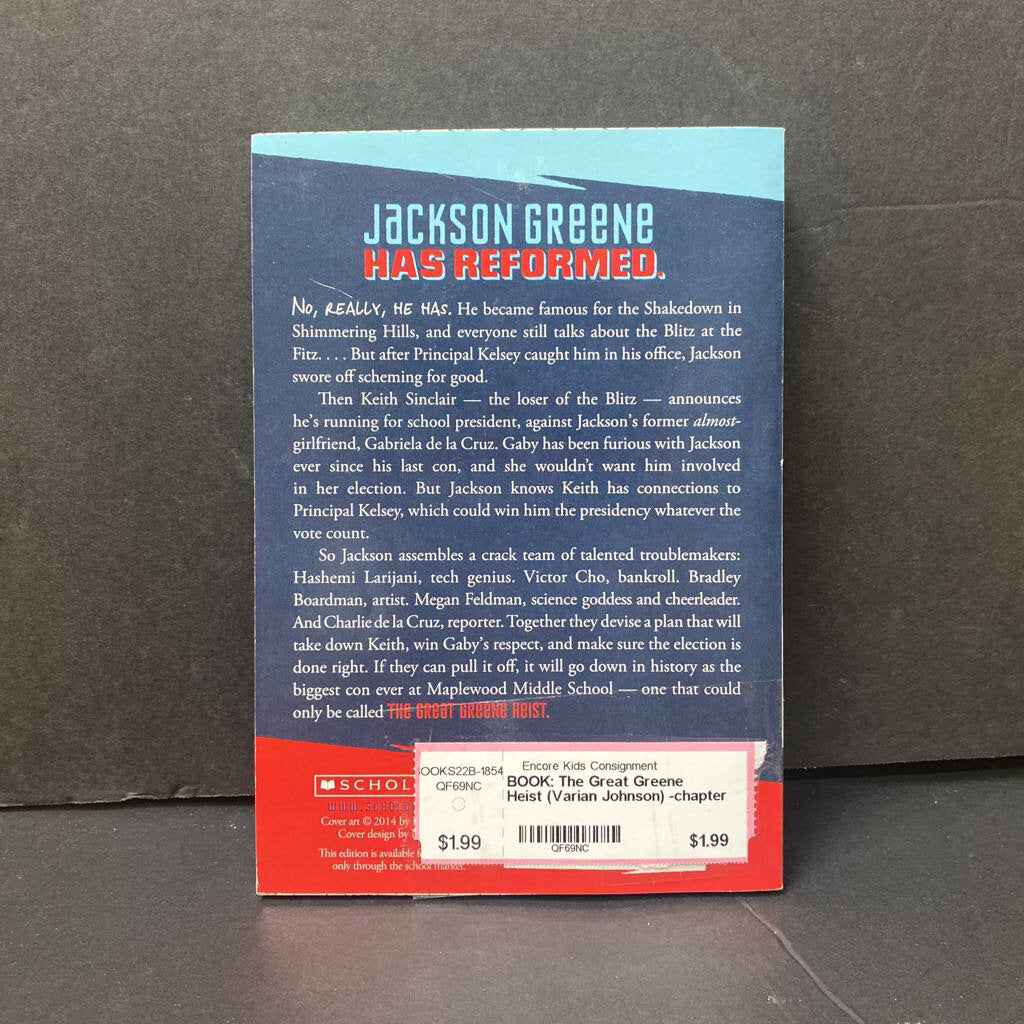 JACKSON GREENE
HAS REFORMED.
NO, REALLY, HE HAS. He became famous for the Shakedown in
Shimmering Hills, and everyone still talks about the Blitz at the
Fitz. . . . But after Principal Kelsey caught him in his office, Jackson
swore off scheming for good.
Then Keith Sinclair — the loser of the Blitz — announces
he's running for school president, against Jackson's former almost-
girlfriend, Gabriela de la Cruz. Gaby has been furious with Jackson
ever since his last con, and she wouldn't want him involved
in her election. But Jackson knows Keith has connections to
Principal Kelsey, which could win him the presidency whatever the
vote count.
So Jackson assembles a crack team of talented troublemakers:
Hashemi Larijani, tech genius. Victor Cho, bankroll. Bradley
Boardman, artist. Megan Feldman, science goddess and cheerleader.
And Charlie de la Cruz, reporter. Together they devise a plan that will
take down Keith, win Gaby's respect, and make sure the election is
done right. If they can pull it off, it will go down in history as the
biggest con ever at Maplewood Middle School — one that could
only be called THE GREAT GREENE HEIST.
SCHOL
www.schola
Cover art © 2014 by
Cover design by
This edition is available f
only through the school market.
OOKS22B-1854
QF69NC
$1.99
Encore Kids Consignment
BOOK: The Great Greene
Heist (Varian Johnson) -chapter
QF69NC
$1.99